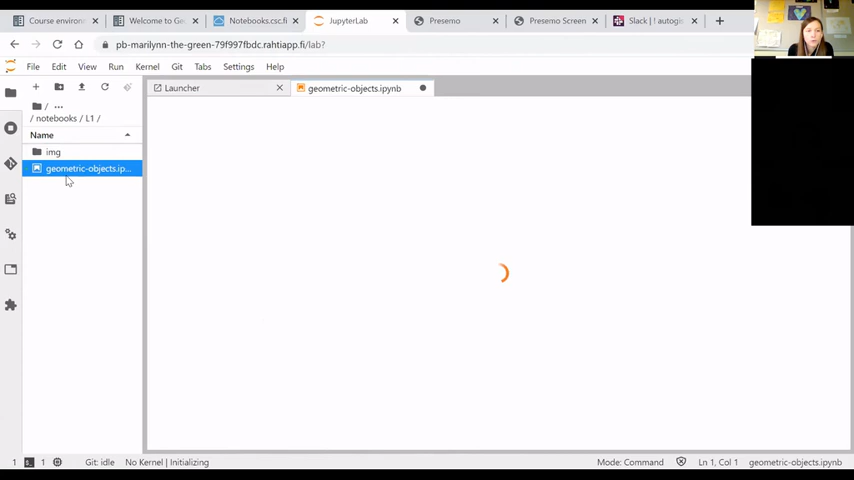 Course environ
Welcome to Ge
Notebooks.csc.fi
JupyterLab
Presemo
Presemo Screen
Slack | ! autogi
pb-marilynn-the-green-79f997fbdc.rahtiapp.fi/lab?
File Edit View Run Kernel Git Tabs Settings Help
Launcher
geometric-objects.ipynb
/ ...
/ notebooks / L1 /
Name
img
geometric-objects.ip...
1 1 Git: idle No Kernel | Initializing Mode: Command Ln 1, Col 1 geometric-objects.ipynb